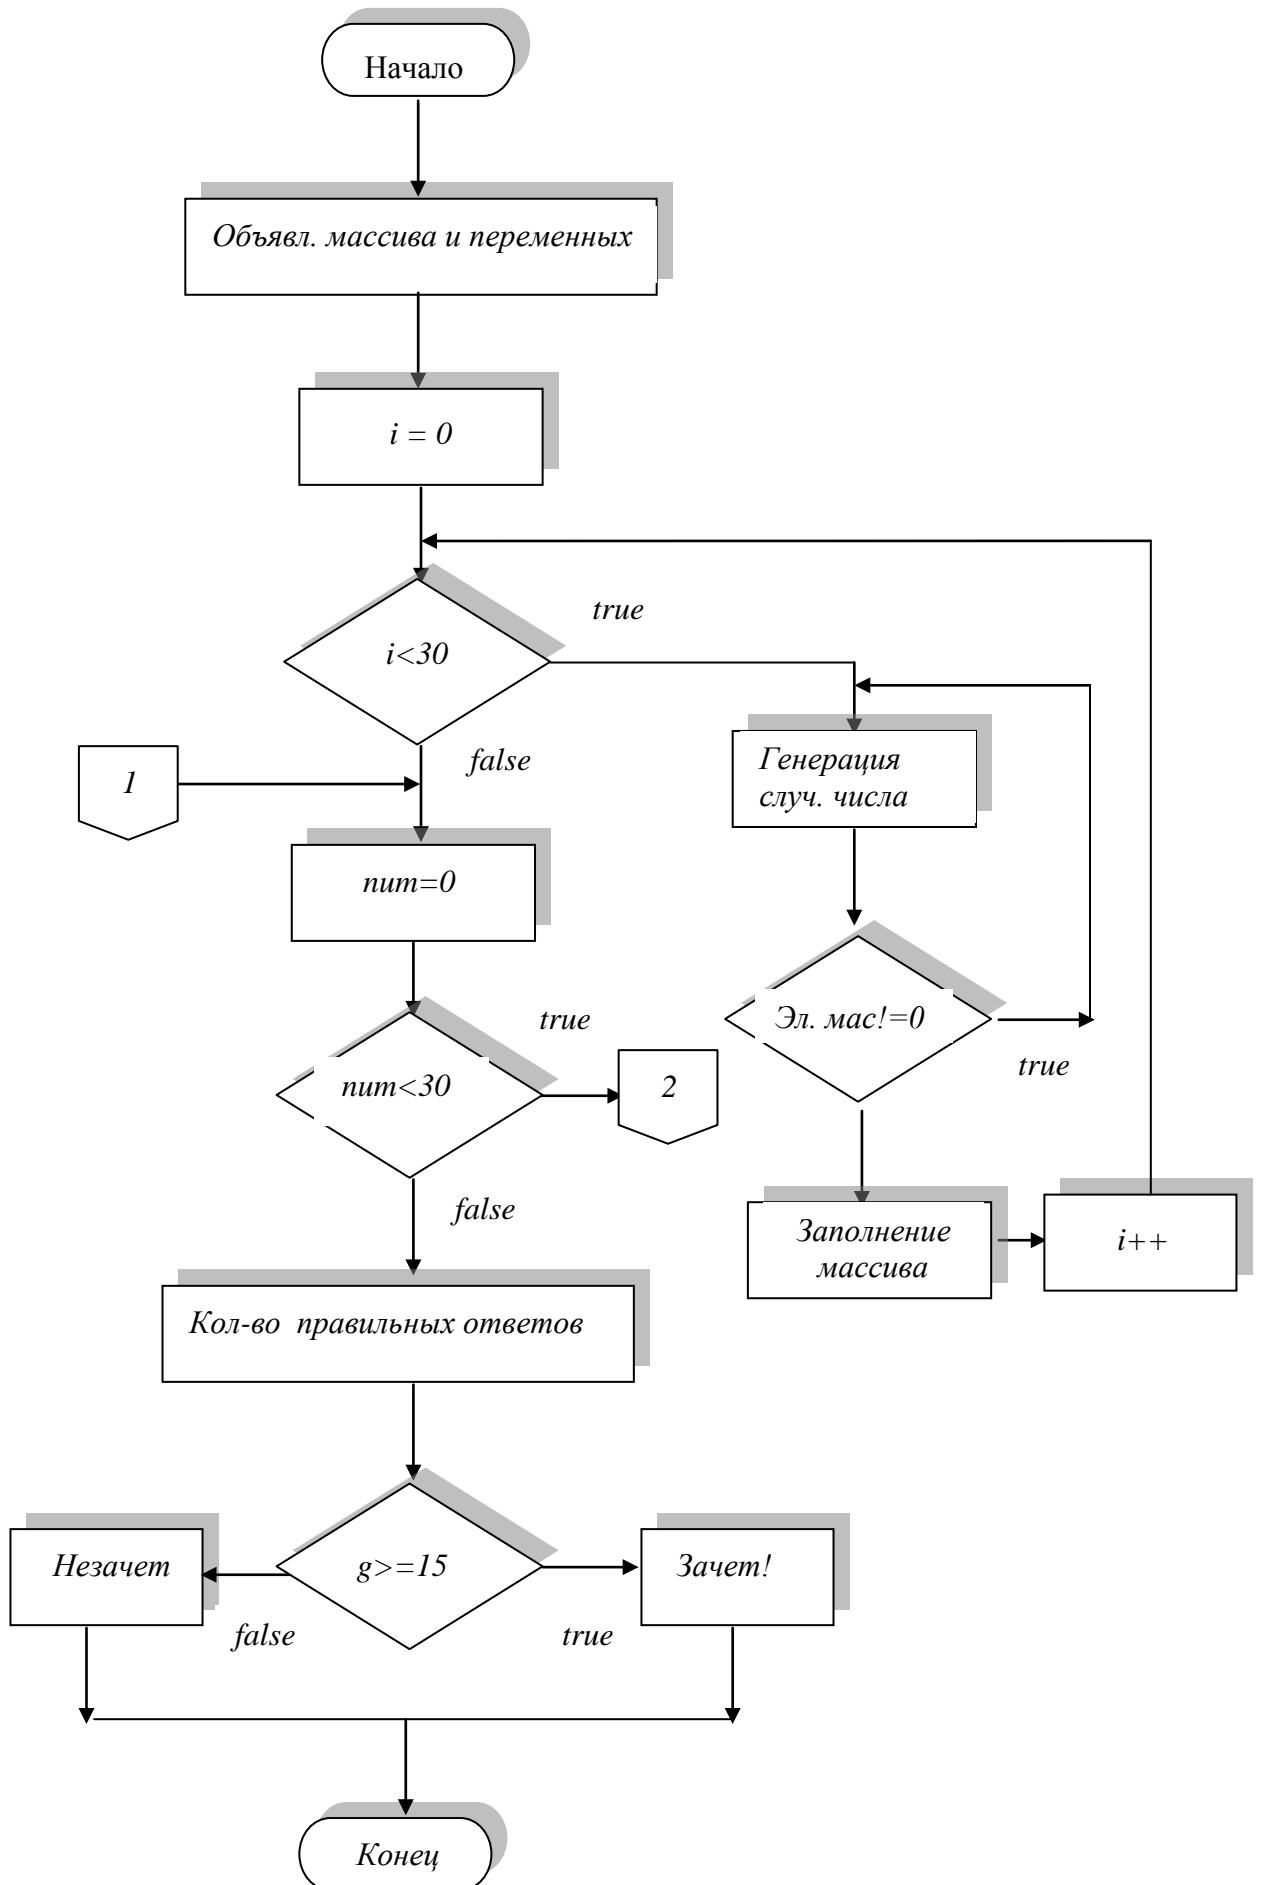 Начало
Объявл. массива и переменных
i = 0
true
i<30
false
1
Генерация
случ. числа
num=0
Эл. мас!=0
true
true
num<30
2
false
Заполнение
массива
i++
Кол-во правильных ответов
Незачет
g>=15
Зачет!
false
true
Конец